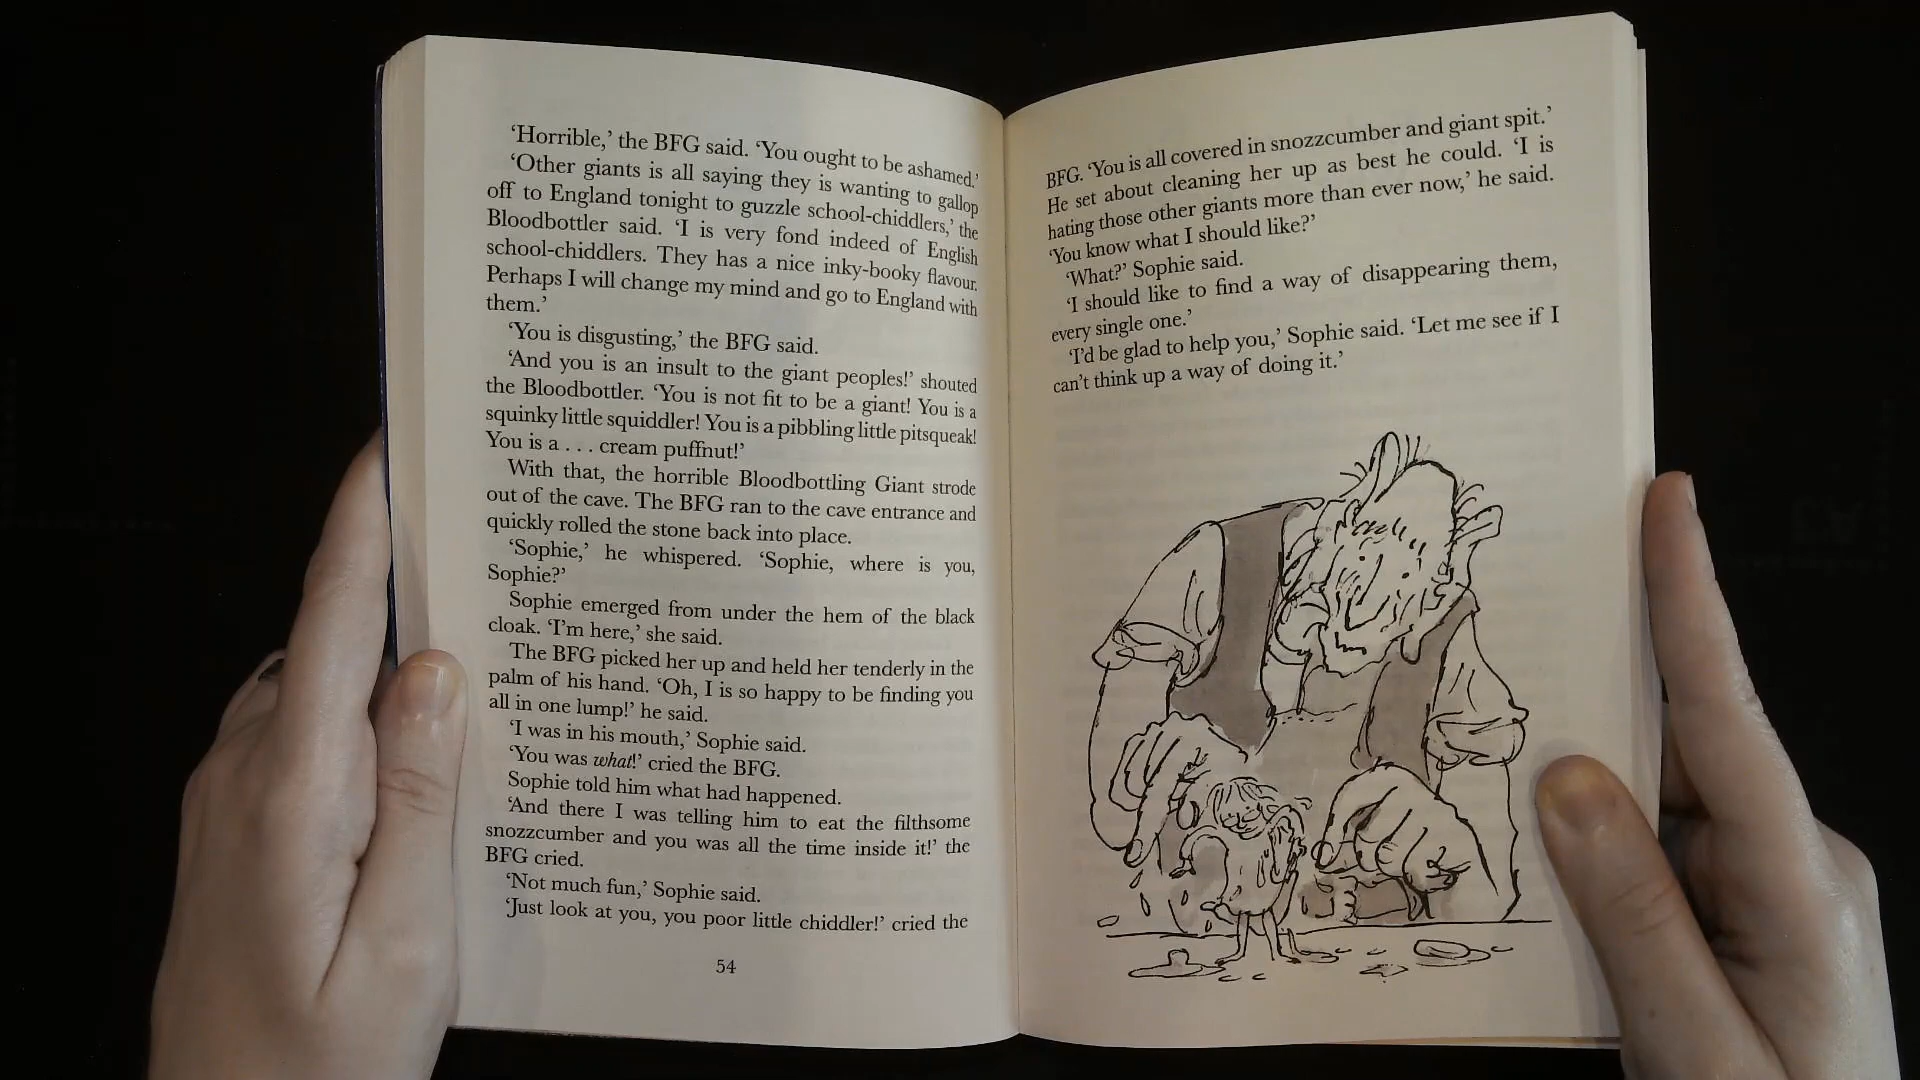 ‘Horrible,’ the BFG said. ‘You ought to be ashamed.’
‘Other giants is all saying they is wanting to gallop
off to England tonight to guzzle school-chiddlers,’ the
Bloodbottler said. ‘I is very fond indeed of English
school-chiddlers. They has a nice inky-booky flavour.
Perhaps I will change my mind and go to England with
them.’
‘You is disgusting,’ the BFG said.
‘And you is an insult to the giant peoples!’ shouted
the Bloodbottler. ‘You is not fit to be a giant! You is a
squinky little squiddler! You is a pibbling little pitsqueak!
You is a . . . cream puffnut!’
With that, the horrible Bloodbottling Giant strode
out of the cave. The BFG ran to the cave entrance and
quickly rolled the stone back into place.
‘Sophie,’ he whispered. ‘Sophie, where is you,
Sophie?’
Sophie emerged from under the hem of the black
cloak. ‘I’m here,’ she said.
The BFG picked her up and held her tenderly in the
palm of his hand. ‘Oh, I is so happy to be finding you
all in one lump!’ he said.
‘I was in his mouth,’ Sophie said.
‘You was what!’ cried the BFG.
Sophie told him what had happened.
‘And there I was telling him to eat the filthsome
snozzcumber and you was all the time inside it!’ the
BFG cried.
‘Not much fun,’ Sophie said.
‘Just look at you, you poor little chiddler!’ cried the
54
BFG. ‘You is all covered in snozzcumber and giant spit.’
He set about cleaning her up as best he could. ‘I is
hating those other giants more than ever now,’ he said.
‘You know what I should like?’
‘What?’ Sophie said.
‘I should like to find a way of disappearing them,
every single one.’
‘I’d be glad to help you,’ Sophie said. ‘Let me see if I
can’t think up a way of doing it.’